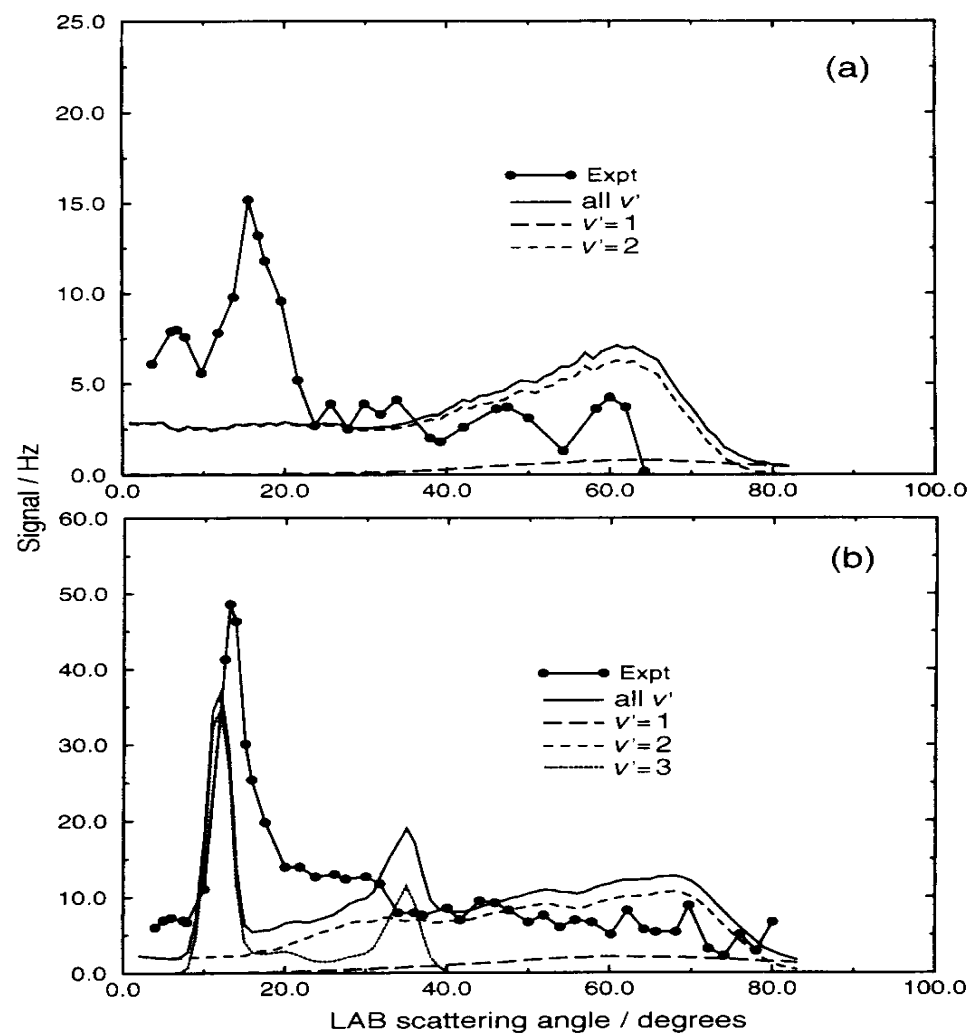 25.0
(a)
20.0
Expt
15.0
all v'
v'=1
v'=2
10.0
5.0
0.0
0.0 20.0 40.0 60.0 80.0 100.0
Signal / Hz
60.0
(b)
50.0
40.0
Expt
all v'
30.0
v'=1
v'=2
v'=3
20.0
10.0
0.0
0.0 20.0 40.0 60.0 80.0 100.0
LAB scattering angle / degrees